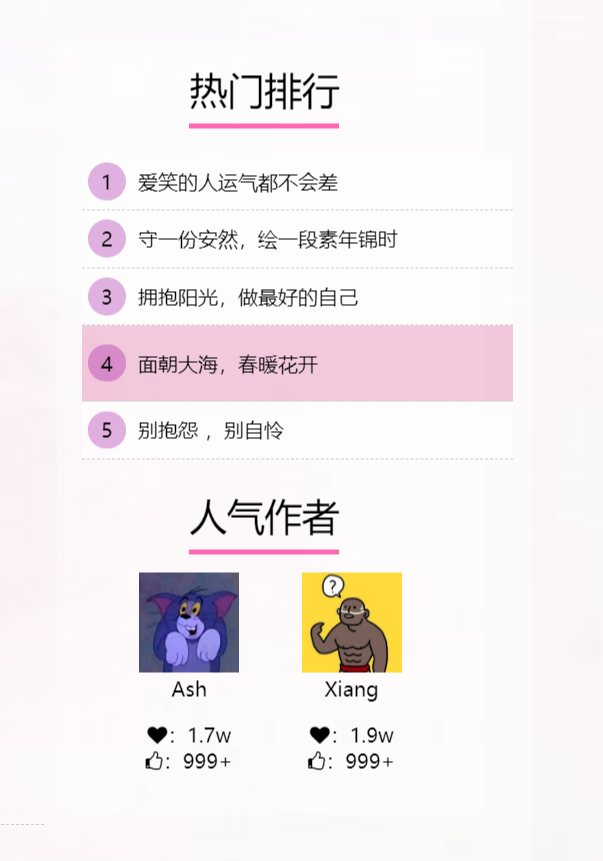 热门排行
1 爱笑的人运气都不会差
2 守一份安然，绘一段素年锦时
3 拥抱阳光，做最好的自己
4 面朝大海，春暖花开
5 别抱怨 ，别自怜
人气作者
?
Ash Xiang
: 1.7w : 1.9w
: 999+ : 999+